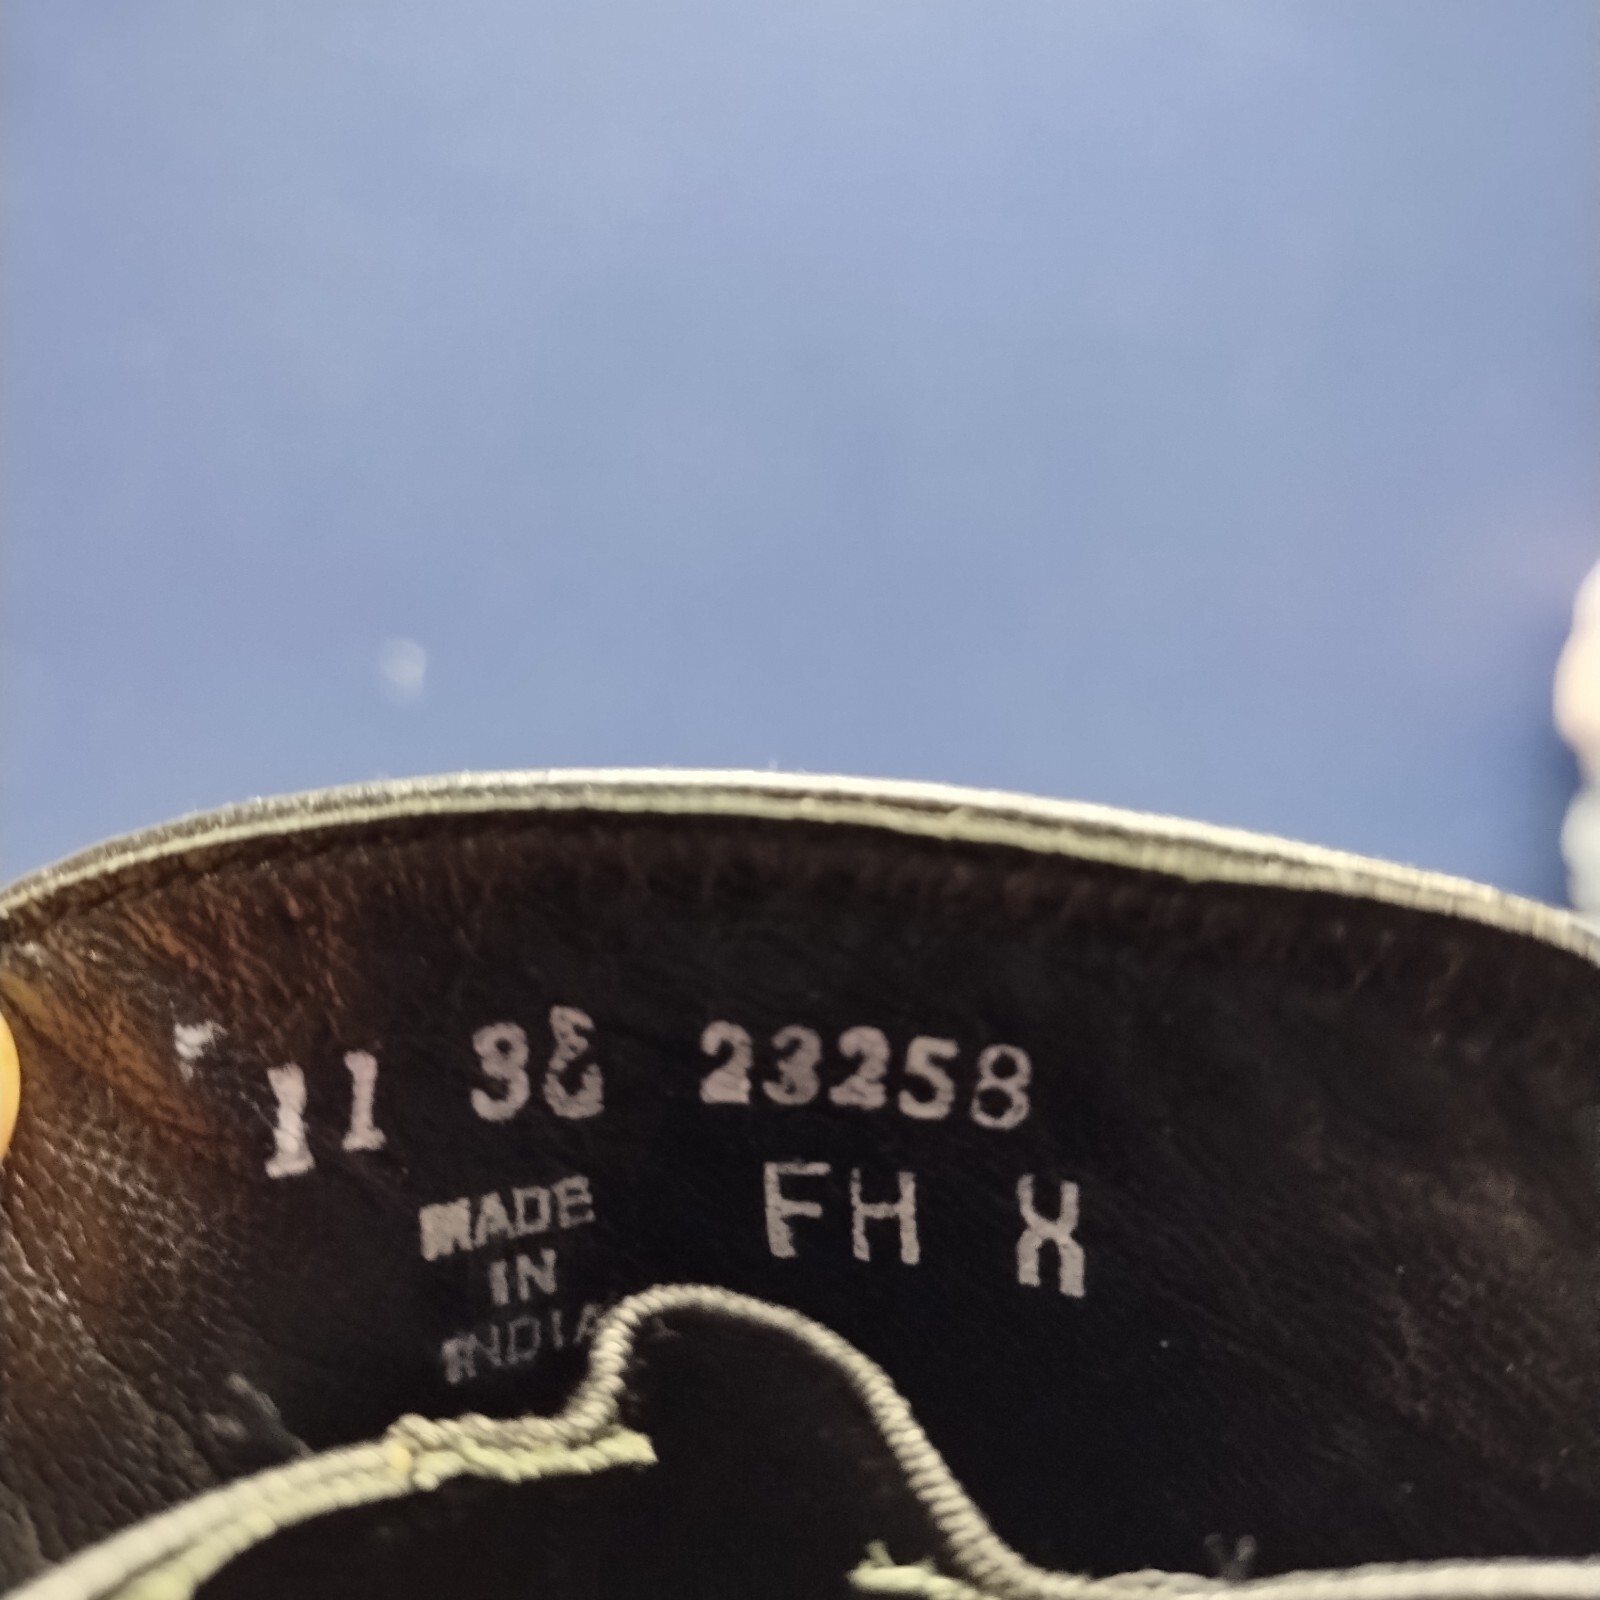 11 38 23258
FH X
MADE
IN
INDIA